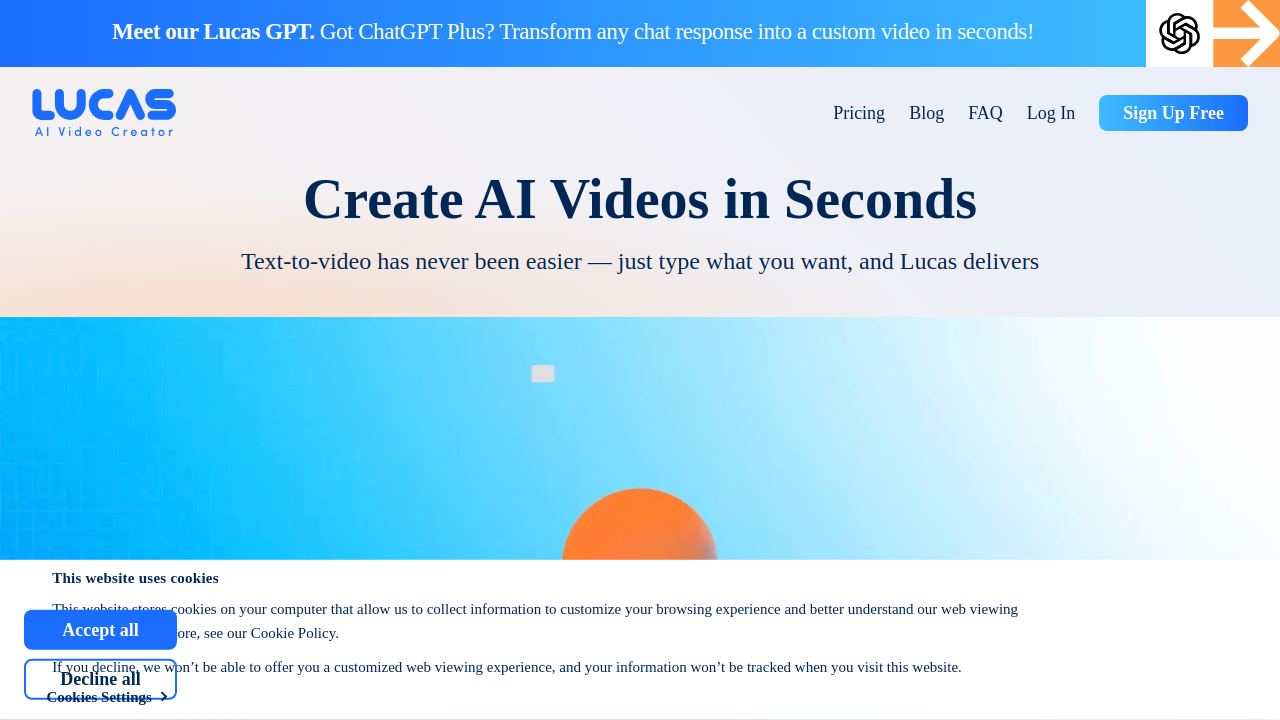 Meet our Lucas GPT. Got ChatGPT Plus? Transform any chat response into a custom video in seconds!
LUCAS
AI Video Creator
Pricing Blog FAQ Log In Sign Up Free
Create AI Videos in Seconds
Text-to-video has never been easier — just type what you want, and Lucas delivers
This website uses cookies
This website stores cookies on your computer that allow us to collect information to customize your browsing experience and better understand our web viewing
ore, see our Cookie Policy.
Accept all
If you decline, we won’t be able to offer you a customized web viewing experience, and your information won’t be tracked when you visit this website.
Decline all
Cookies Settings